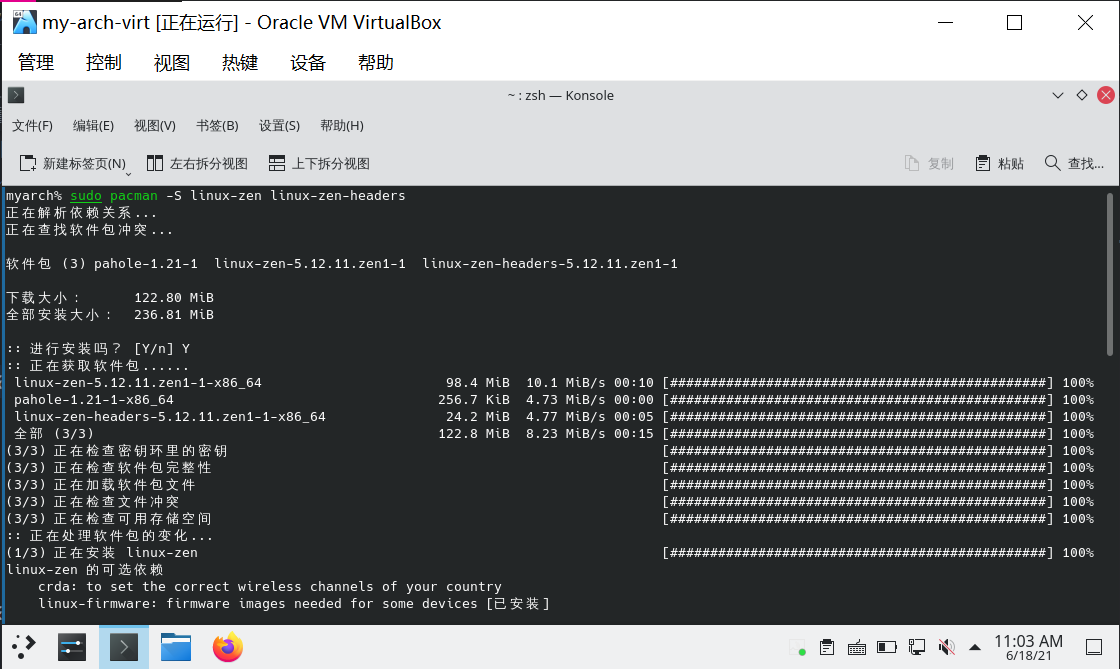 my-arch-virt [正在运行] - Oracle VM VirtualBox
管理 控制 视图 热键 设备 帮助
~ : zsh — Konsole
文件(F) 编辑(E) 视图(V) 书签(B) 设置(S) 帮助(H)
新建标签页(N) 左右拆分视图 上下拆分视图 复制 粘贴 查找...
myarch% sudo pacman -S linux-zen linux-zen-headers
正在解析依赖关系...
正在查找软件包冲突...
软件包 (3) pahole-1.21-1  linux-zen-5.12.11.zen1-1  linux-zen-headers-5.12.11.zen1-1
下载大小： 122.80 MiB
全部安装大小： 236.81 MiB
:: 进行安装吗？ [Y/n] Y
:: 正在获取软件包......
linux-zen-5.12.11.zen1-1-x86_64 98.4 MiB 10.1 MiB/s 00:10 [###############################################] 100%
pahole-1.21-1-x86_64 256.7 KiB 4.73 MiB/s 00:00 [###############################################] 100%
linux-zen-headers-5.12.11.zen1-1-x86_64 24.2 MiB 4.77 MiB/s 00:05 [###############################################] 100%
全部 (3/3) 122.8 MiB 8.23 MiB/s 00:15 [###############################################] 100%
(3/3) 正在检查密钥环里的密钥 [###############################################] 100%
(3/3) 正在检查软件包完整性 [###############################################] 100%
(3/3) 正在加载软件包文件 [###############################################] 100%
(3/3) 正在检查文件冲突 [###############################################] 100%
(3/3) 正在检查可用存储空间 [###############################################] 100%
:: 正在处理软件包的变化...
(1/3) 正在安装 linux-zen [###############################################] 100%
linux-zen 的可选依赖
crda: to set the correct wireless channels of your country
linux-firmware: firmware images needed for some devices [已安装]
11:03 AM
6/18/21